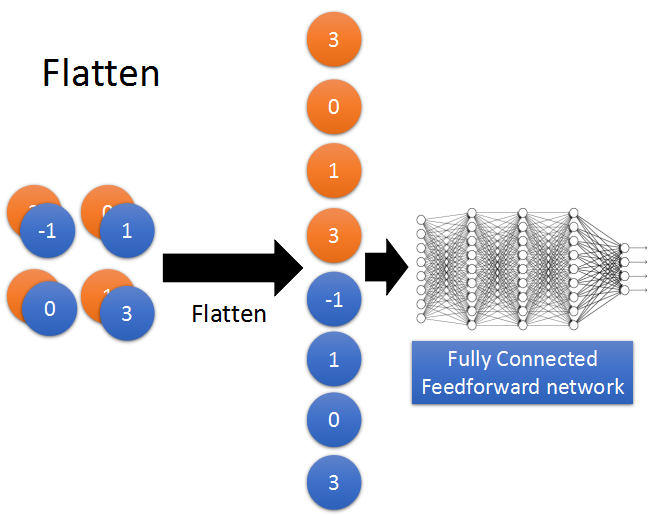 Flatten
-1 1
0 3
Flatten
3
0
1
3
-1
1
0
3
Fully Connected
Feedforward network